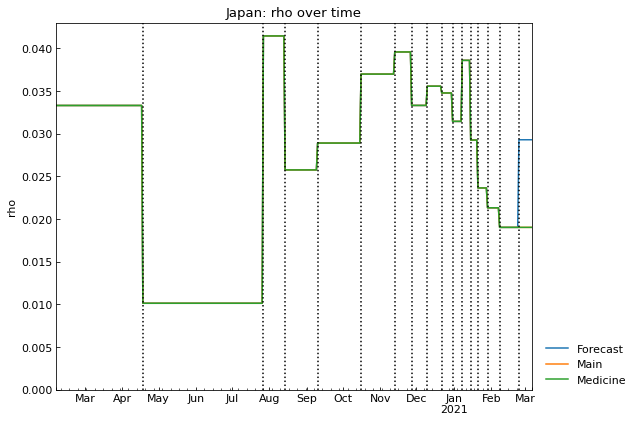 Japan: rho over time
rho
0.040
0.035
0.030
0.025
0.020
0.015
0.010
0.005
0.000
Mar Apr May Jun Jul Aug Sep Oct Nov Dec Jan Feb Mar
2021
Forecast
Main
Medicine